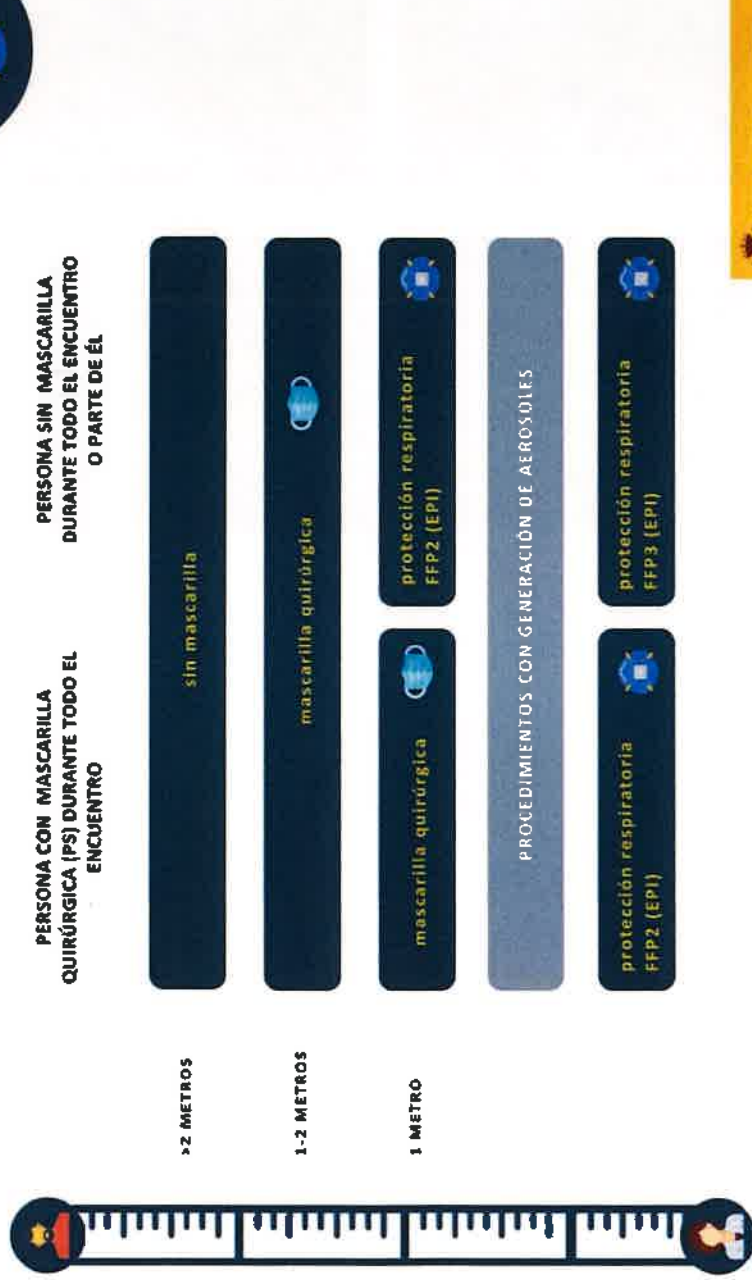 PERSONA CON MASCARILLA
QUIRÚRGICA (PS) DURANTE TODO EL
ENCUENTRO
PERSONA SIN MASCARILLA
DURANTE TODO EL ENCUENTRO
O PARTE DE ÉL
>2 METROS
sin mascarilla
1-2 METROS
mascarilla quirúrgica
1 METRO
mascarilla quirúrgica
protección respiratoria
FFP2 (EPI)
PROCEDIMIENTOS CON GENERACIÓN DE AEROSOLES
protección respiratoria
FFP2 (EPI)
protección respiratoria
FFP3 (EPI)